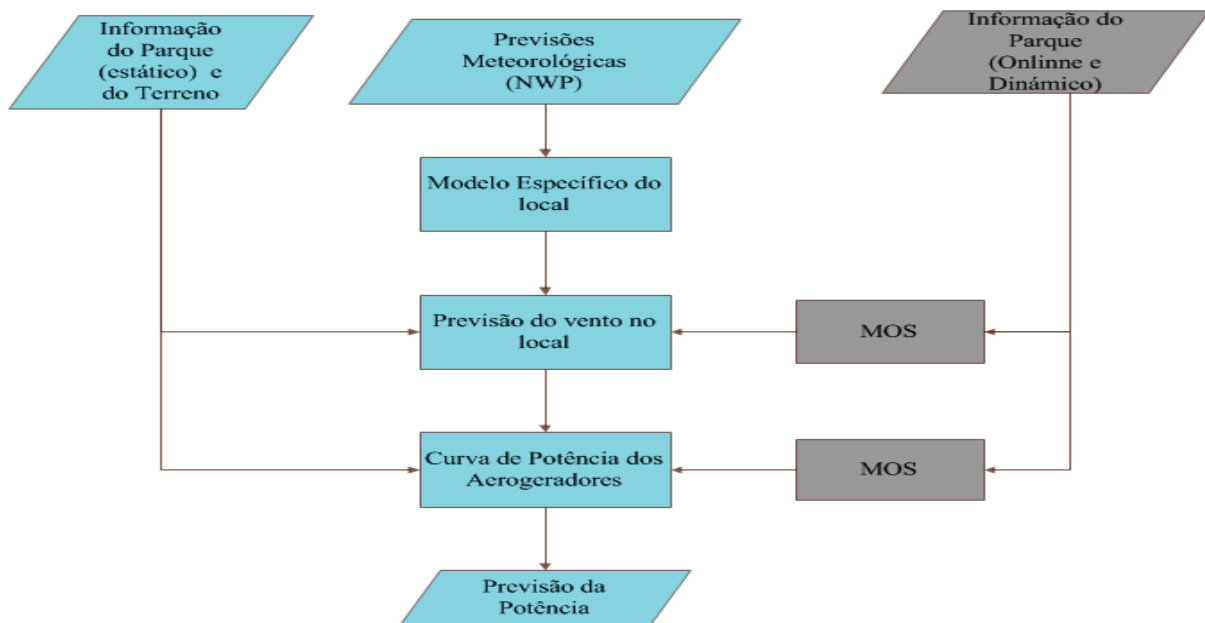 Informação
do Parque
(estático) e
do Terreno
Previsões
Meteorológicas
(NWP)
Informação do
Parque
(Onlinne e
Dinámico)
Modelo Específico do
local
Previsão do vento no
local
MOS
Curva de Potência dos
Aerogeradores
MOS
Previsão da
Potência